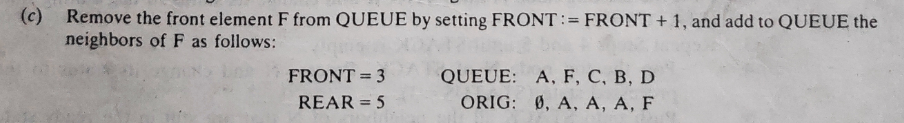 (c) Remove the front element F from QUEUE by setting FRONT := FRONT + 1, and add to QUEUE the
neighbors of F as follows:
FRONT = 3 QUEUE: A, F, C, B, D
REAR = 5 ORIG: Ø, A, A, A, F